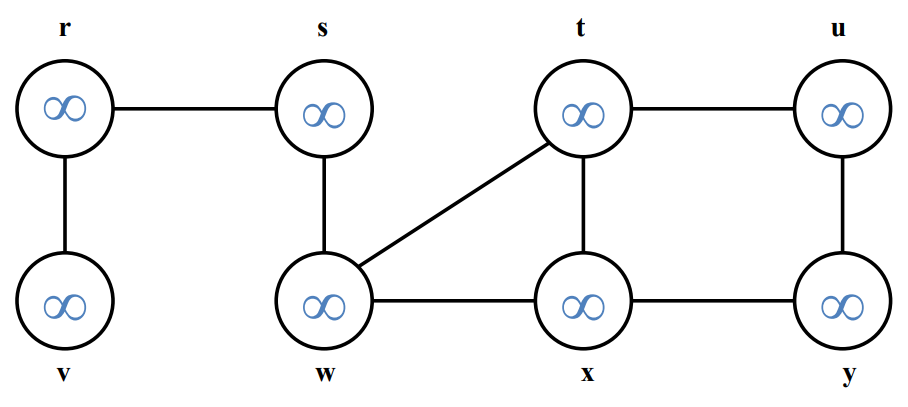 r s t u
∞ ∞ ∞ ∞
∞ ∞ ∞ ∞
v w x y